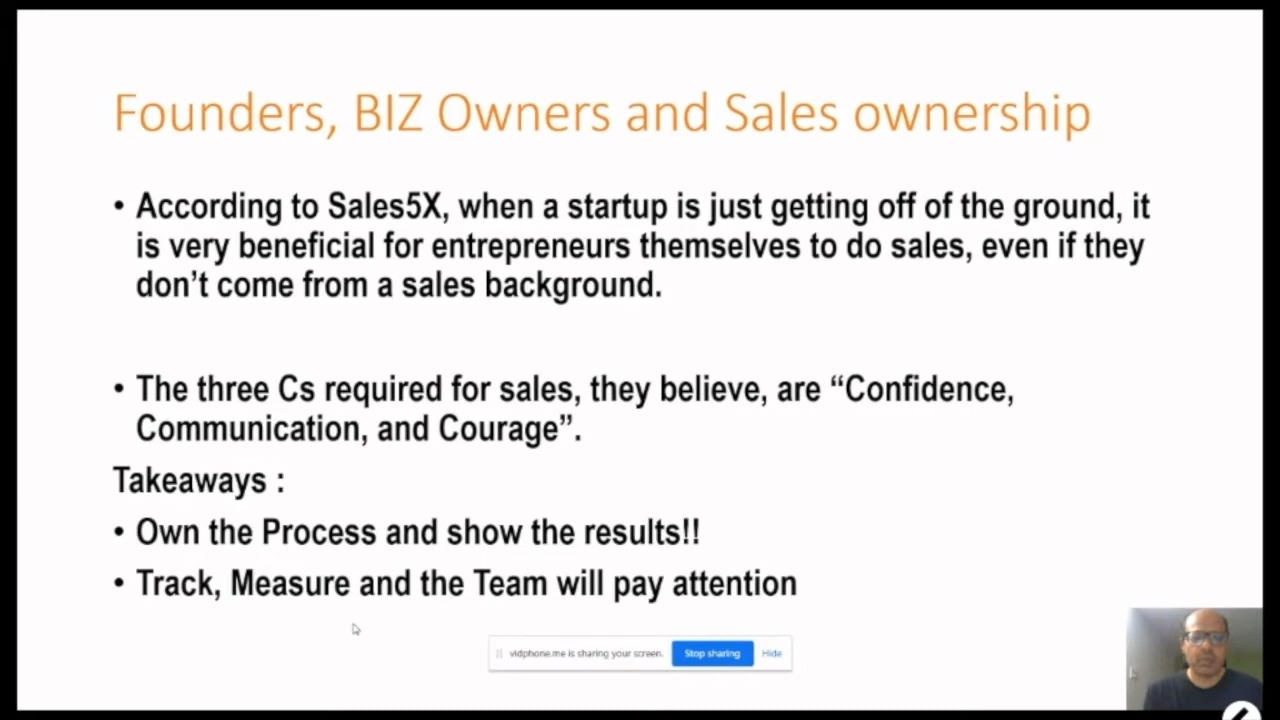 Founders, BIZ Owners and Sales ownership
• According to Sales5X, when a startup is just getting off of the ground, it
is very beneficial for entrepreneurs themselves to do sales, even if they
don’t come from a sales background.
• The three Cs required for sales, they believe, are “Confidence,
Communication, and Courage”.
Takeaways :
• Own the Process and show the results!!
• Track, Measure and the Team will pay attention
vidphone.me is sharing your screen. Stop sharing Hide